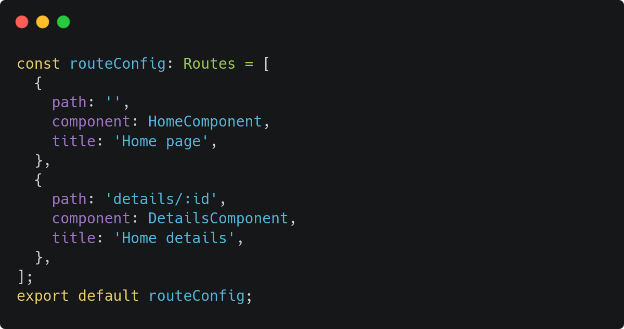 const routeConfig: Routes = [
  {
    path: '',
    component: HomeComponent,
    title: 'Home page',
  },
  {
    path: 'details/:id',
    component: DetailsComponent,
    title: 'Home details',
  },
];
export default routeConfig;